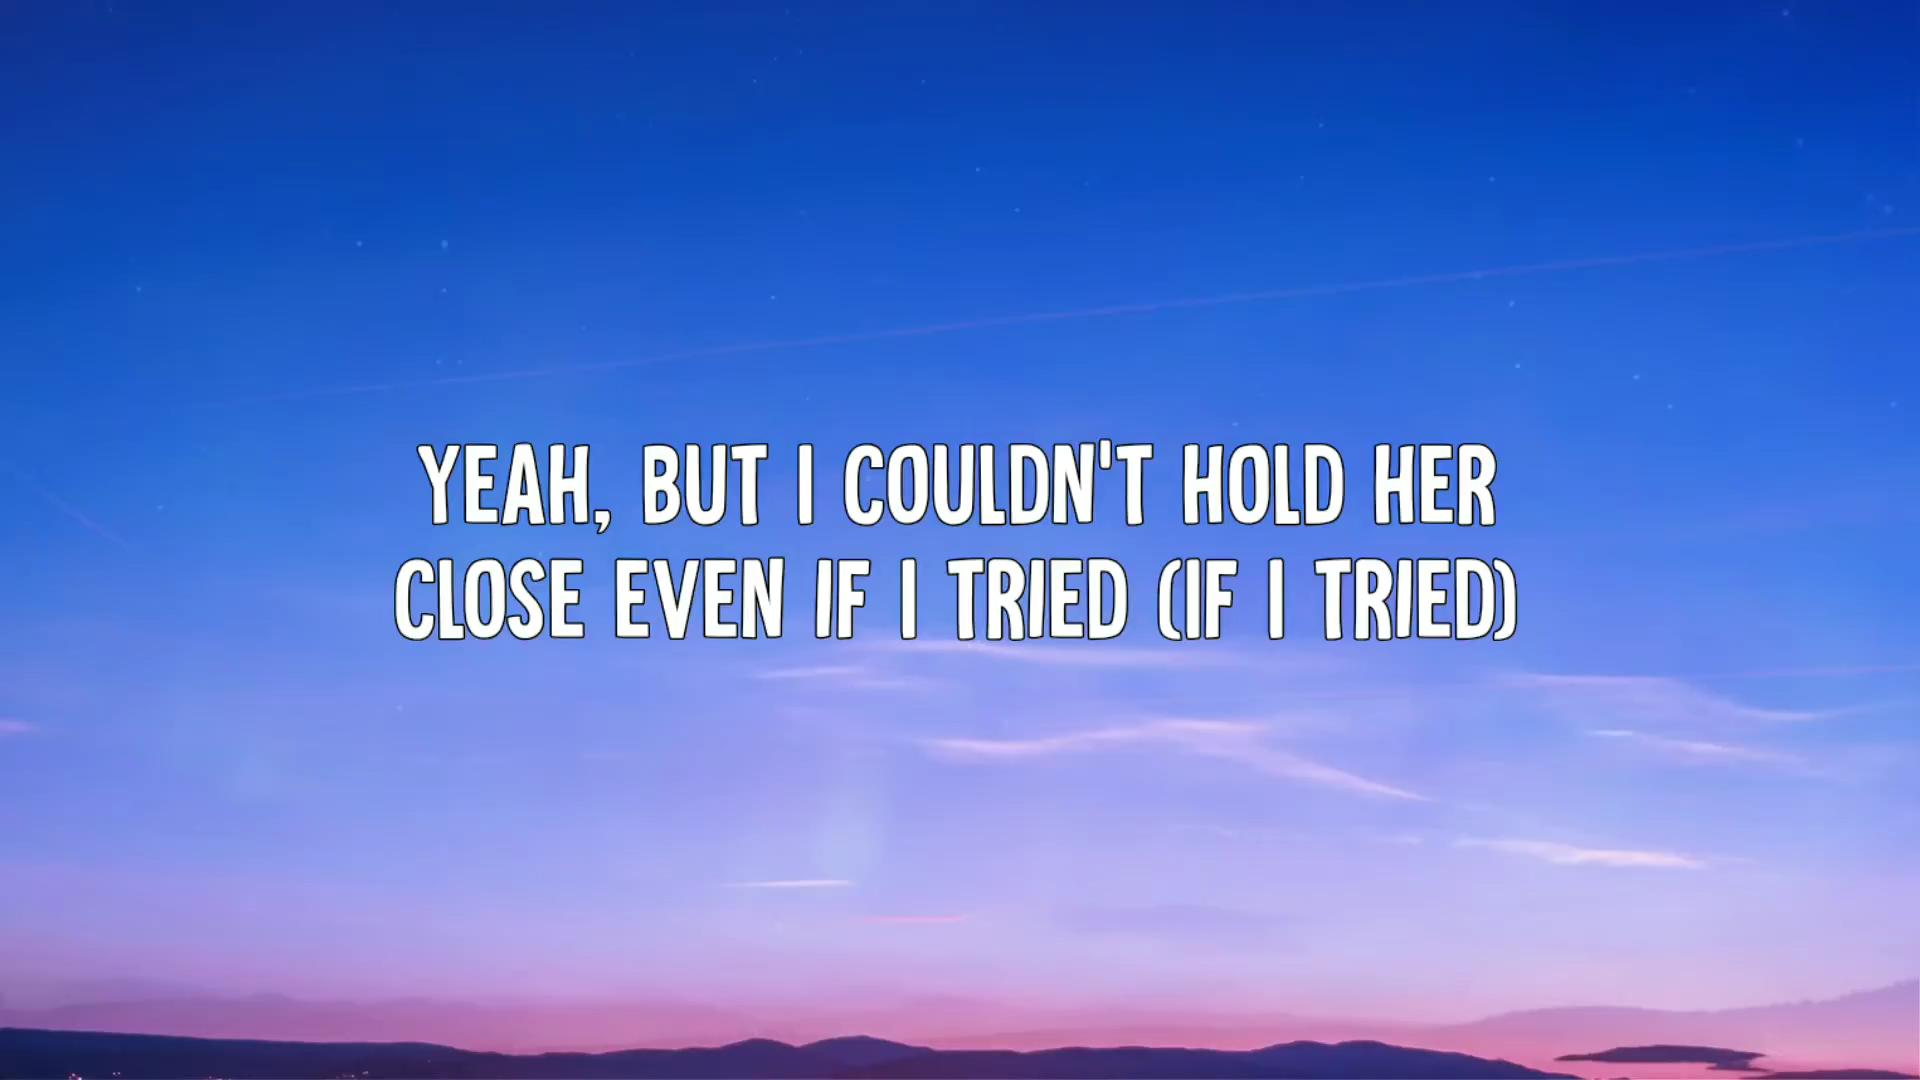 YEAH, BUT I COULDN'T HOLD HER
CLOSE EVEN IF I TRIED (IF I TRIED)